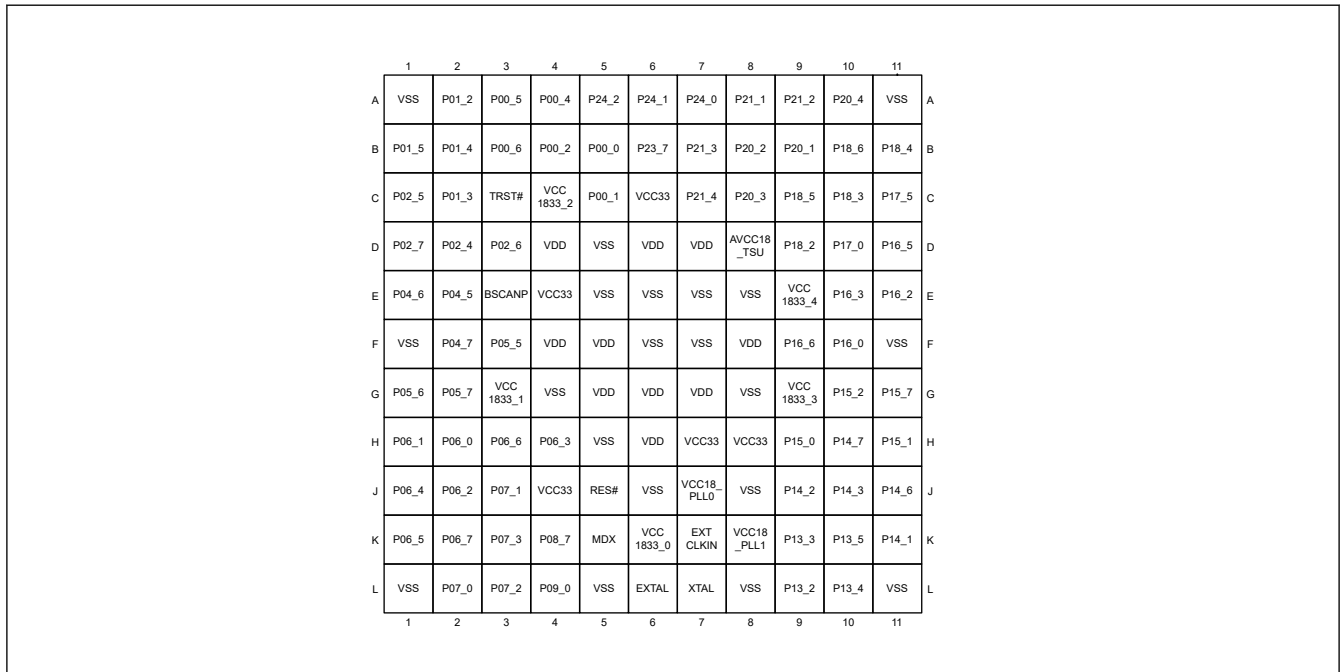 1 2 3 4 5 6 7 8 9 10 11
A VSS P01_2 P00_5 P00_4 P24_2 P24_1 P24_0 P21_1 P21_2 P20_4 VSS A
B P01_5 P01_4 P00_6 P00_2 P00_0 P23_7 P21_3 P20_2 P20_1 P18_6 P18_4 B
C P02_5 P01_3 TRST# VCC 1833_2 P00_1 VCC33 P21_4 P20_3 P18_5 P18_3 P17_5 C
D P02_7 P02_4 P02_6 VDD VSS VDD VDD AVCC18 _TSU P18_2 P17_0 P16_5 D
E P04_6 P04_5 BSCANP VCC33 VSS VSS VSS VSS VCC 1833_4 P16_3 P16_2 E
F VSS P04_7 P05_5 VDD VDD VSS VSS VDD P16_6 P16_0 VSS F
G P05_6 P05_7 VCC 1833_1 VSS VDD VDD VDD VSS VCC 1833_3 P15_2 P15_7 G
H P06_1 P06_0 P06_6 P06_3 VSS VDD VCC33 VCC33 P15_0 P14_7 P15_1 H
J P06_4 P06_2 P07_1 VCC33 RES# VSS VCC18_ PLL0 VSS P14_2 P14_3 P14_6 J
K P06_5 P06_7 P07_3 P08_7 MDX VCC 1833_0 EXT CLKIN VCC18 _PLL1 P13_3 P13_5 P14_1 K
L VSS P07_0 P07_2 P09_0 VSS EXTAL XTAL VSS P13_2 P13_4 VSS L
1 2 3 4 5 6 7 8 9 10 11